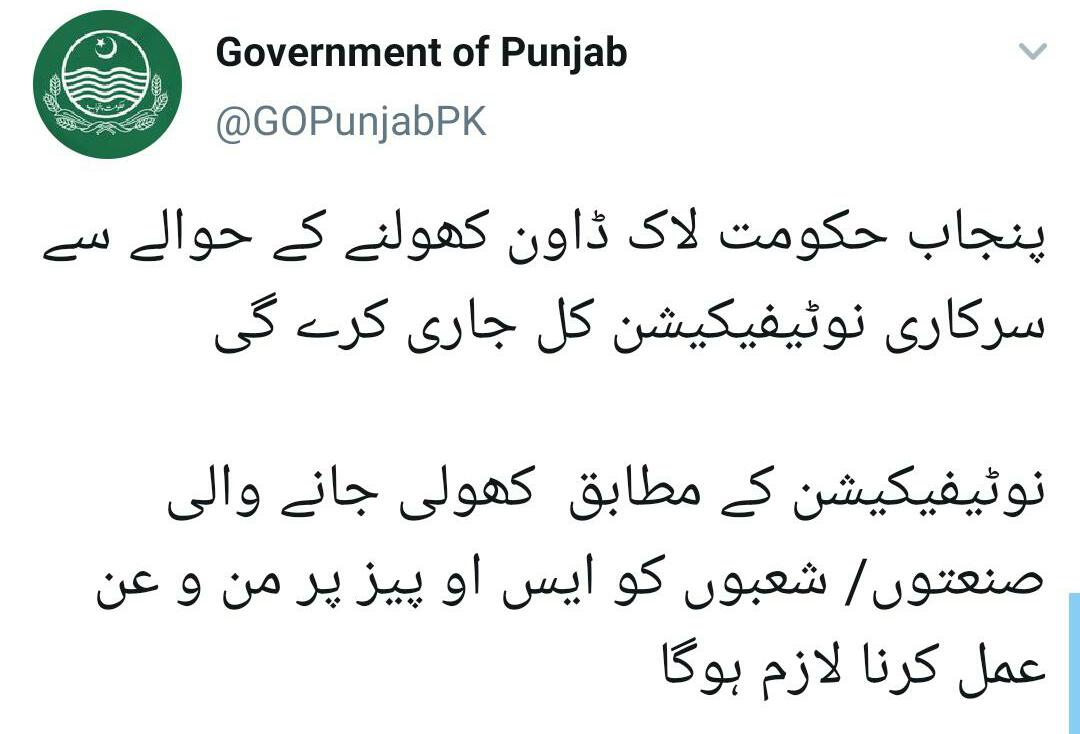 Government of Punjab
@GOPunjabPK
پنجاب حکومت لاک ڈاون کھولنے کے حوالے سے
سرکاری نوٹیفیکیشن کل جاری کرے گی
نوٹیفیکیشن کے مطابق کھولی جانے والی
صنعتوں/ شعبوں کو ایس او پیز پر من و عن
عمل کرنا لازم ہوگا